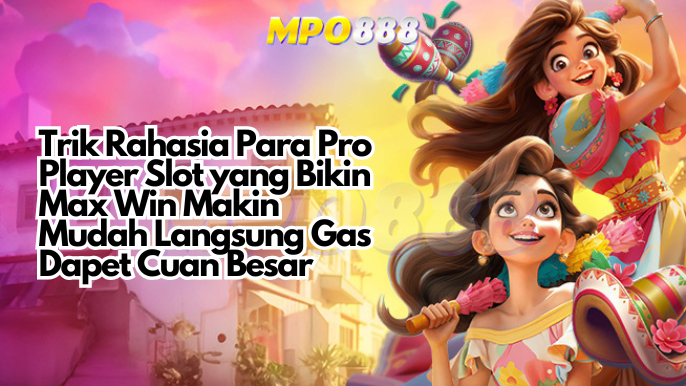 MPO888
Trik Rahasia Para Pro
Player Slot yang Bikin
Max Win Makin
Mudah Langsung Gas
Dapet Cuan Besar